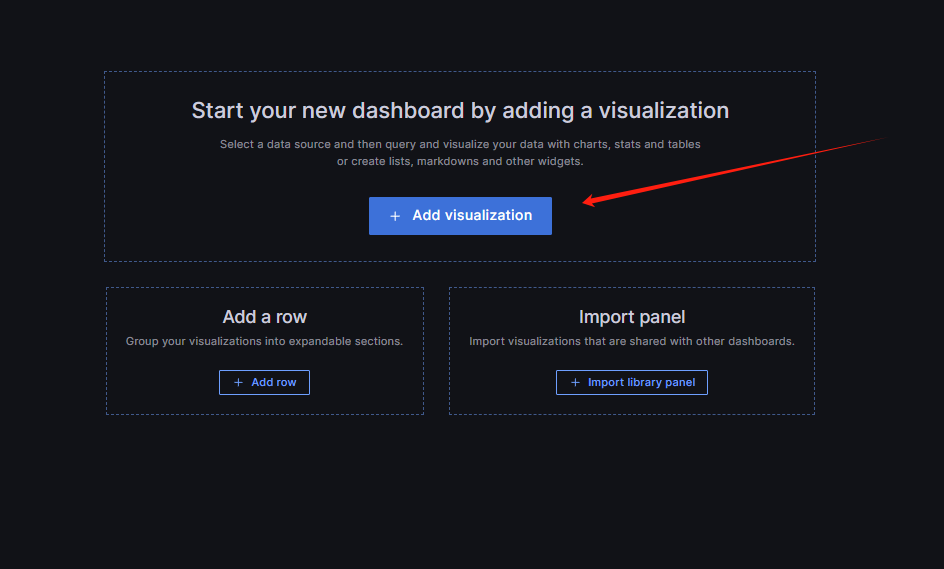 Start your new dashboard by adding a visualization
Select a data source and then query and visualize your data with charts, stats and tables
or create lists, markdowns and other widgets.
+ Add visualization
Add a row
Group your visualizations into expandable sections.
+ Add row
Import panel
Import visualizations that are shared with other dashboards.
+ Import library panel